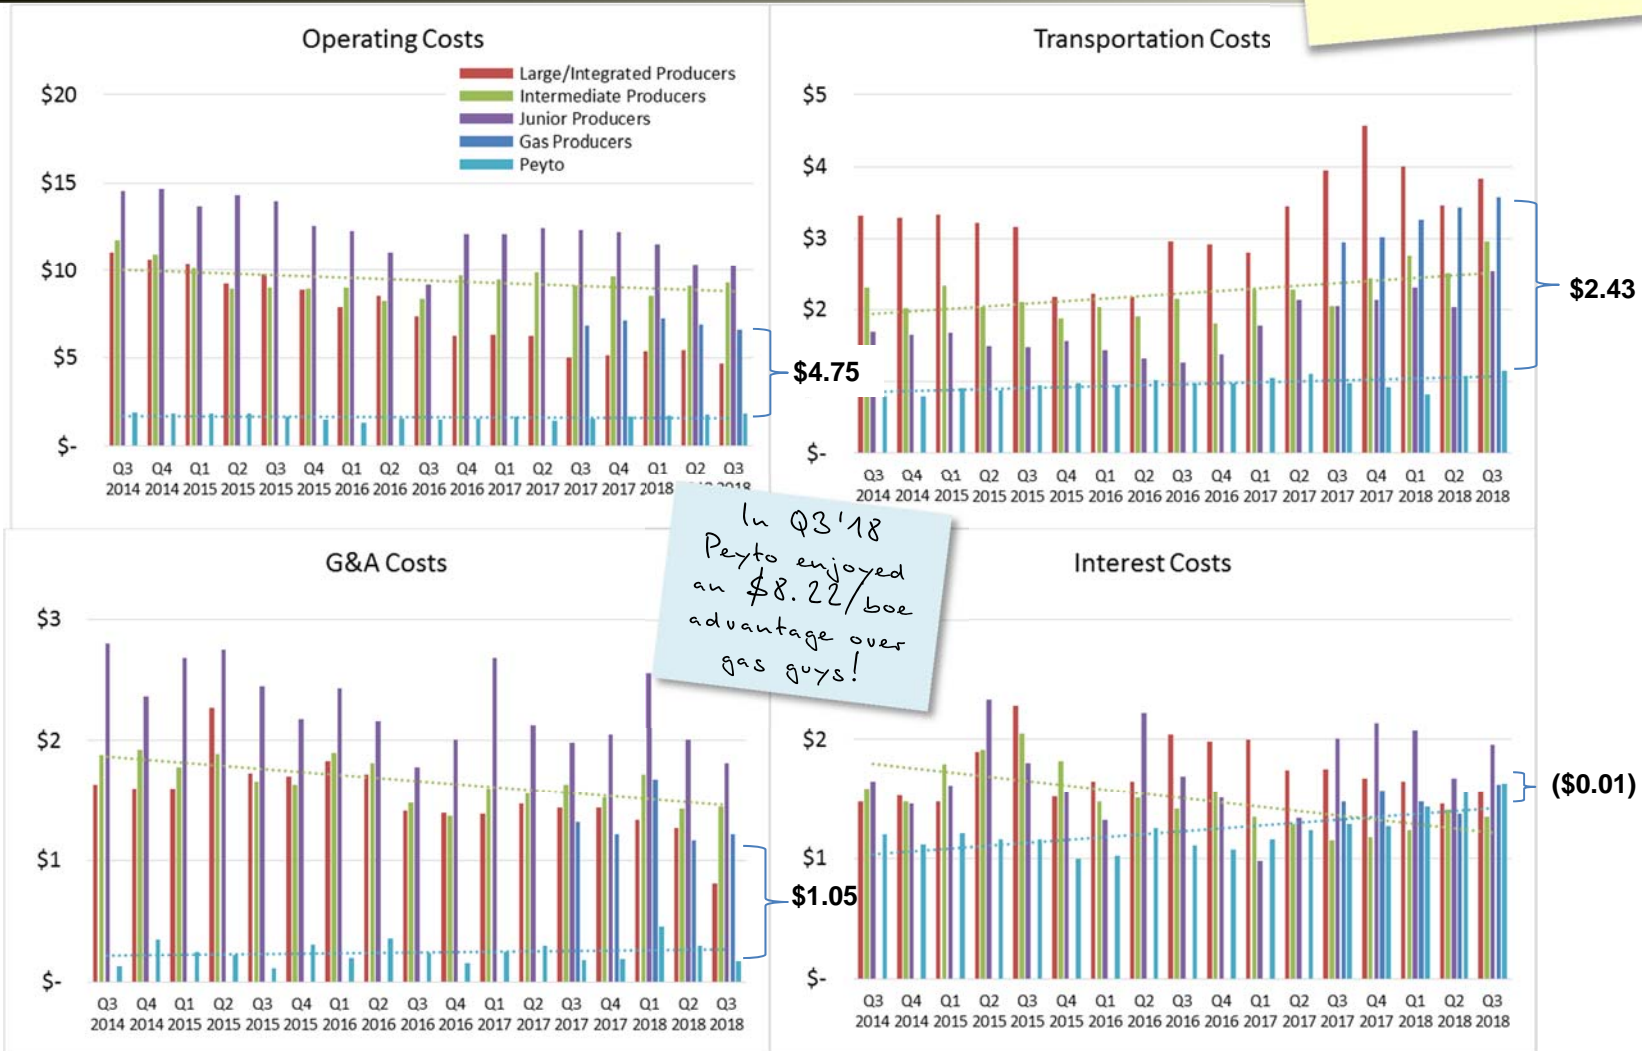 Operating Costs
Large/Integrated Producers
Intermediate Producers
Junior Producers
Gas Producers
Peyto
$20
$15
$10
$5
$-
Q3 Q4 Q1 Q2 Q3 Q4 Q1 Q2 Q3 Q4 Q1 Q2 Q3 Q4 Q1 Q2 Q3
2014 2014 2015 2015 2015 2015 2016 2016 2016 2016 2017 2017 2017 2017 2018
$4.75
Transportation Costs
$5
$4
$3
$2
$-
Q3 Q4 Q1 Q2 Q3 Q4 Q1 Q2 Q3 Q4 Q1 Q2 Q3 Q4 Q1 Q2 Q3
2014 2014 2015 2015 2015 2015 2016 2016 2016 2016 2017 2017 2017 2017 2018 2018 2018
$2.43
In Q3'18
Peyto enjoyed
an $8.22/boe
advantage over
gas guys!
G&A Costs
$3
$2
$1
$-
Q3 Q4 Q1 Q2 Q3 Q4 Q1 Q2 Q3 Q4 Q1 Q2 Q3 Q4 Q1 Q2 Q3
2014 2014 2015 2015 2015 2015 2016 2016 2016 2016 2017 2017 2017 2017 2018 2018 2018
$1.05
Interest Costs
$2
$1
$-
Q3 Q4 Q1 Q2 Q3 Q4 Q1 Q2 Q3 Q4 Q1 Q2 Q3 Q4 Q1 Q2 Q3
2014 2014 2015 2015 2015 2015 2016 2016 2016 2016 2017 2017 2017 2017 2018 2018 2018
($0.01)